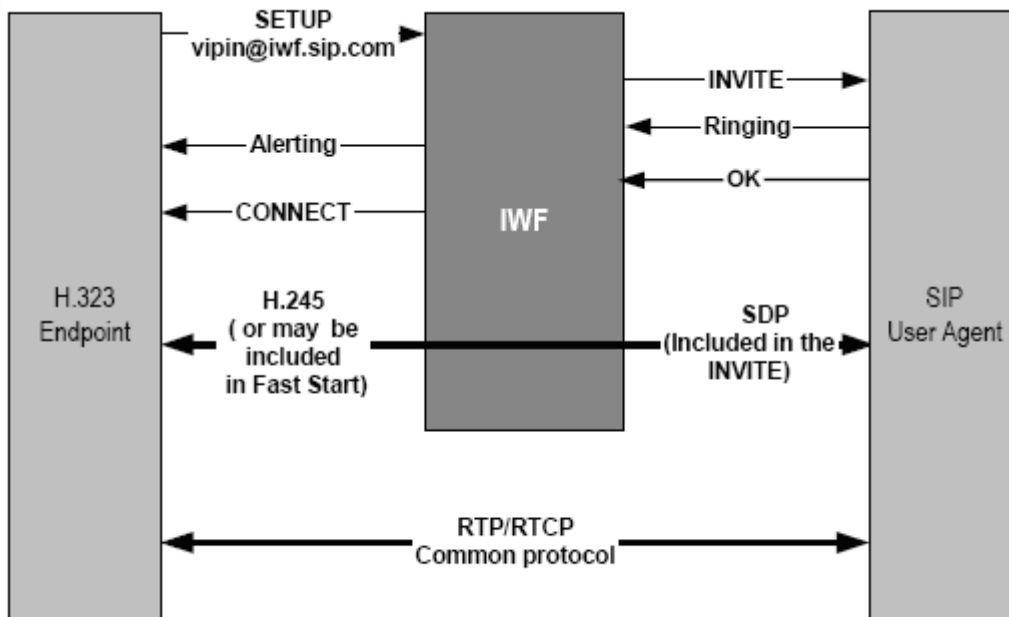 SETUP
vipin@iwf.sip.com
INVITE
Ringing
Alerting
OK
CONNECT
IWF
H.323
Endpoint
H.245
( or may be
included
in Fast Start)
SDP
(Included in the
INVITE)
SIP
User Agent
RTP/RTCP
Common protocol